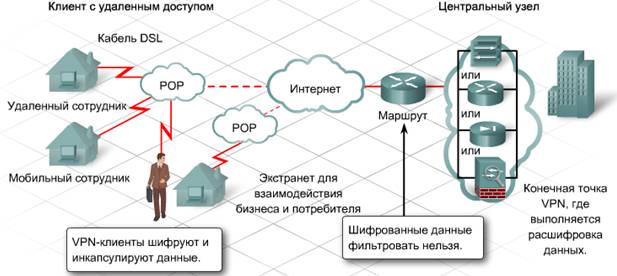 Клиент с удаленным доступом
Центральный узел
Кабель DSL
POP
Интернет
или
Удаленный сотрудник
Маршрут
или
POP
или
Мобильный сотрудник
Экстранет для
взаимодействия
бизнеса и потребителя
Конечная точка
VPN, где
выполняется
расшифровка
данных.
VPN-клиенты шифруют и
инкапсулируют данные.
Шифрованные данные
фильтровать нельзя.